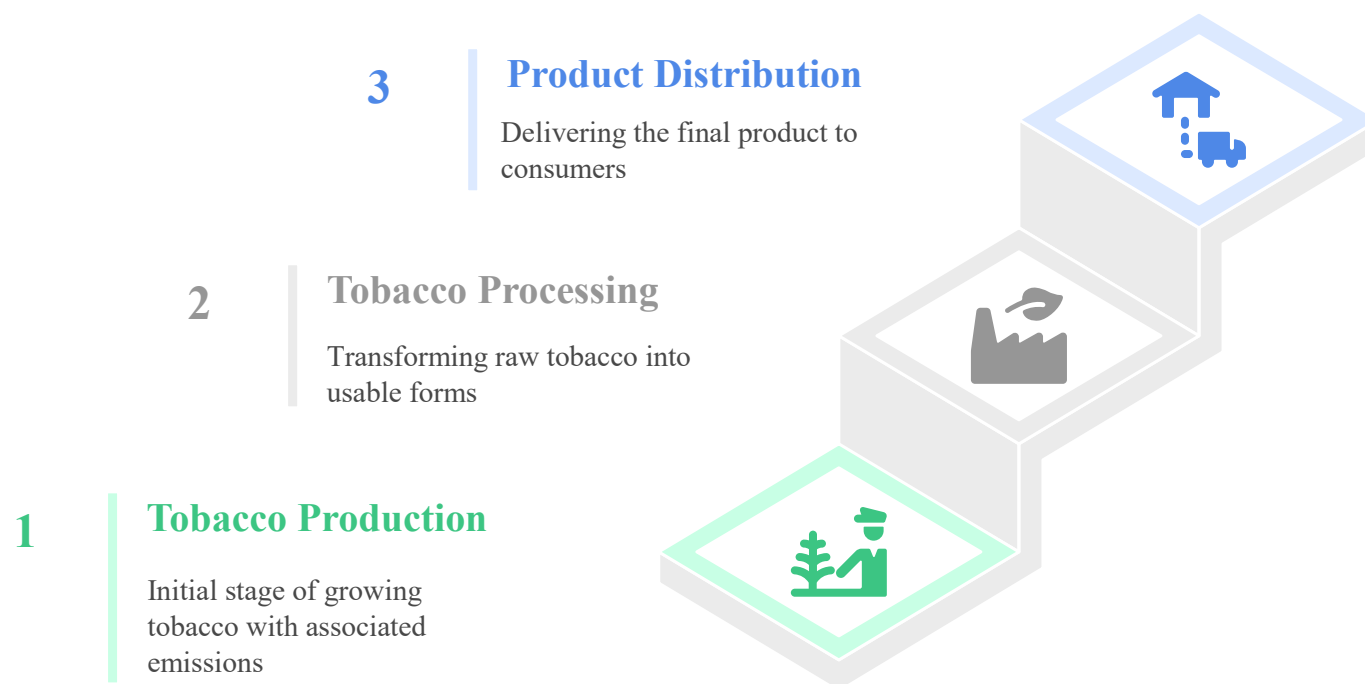 3
Product Distribution
Delivering the final product to
consumers
2
Tobacco Processing
Transforming raw tobacco into
usable forms
1
Tobacco Production
Initial stage of growing
tobacco with associated
emissions